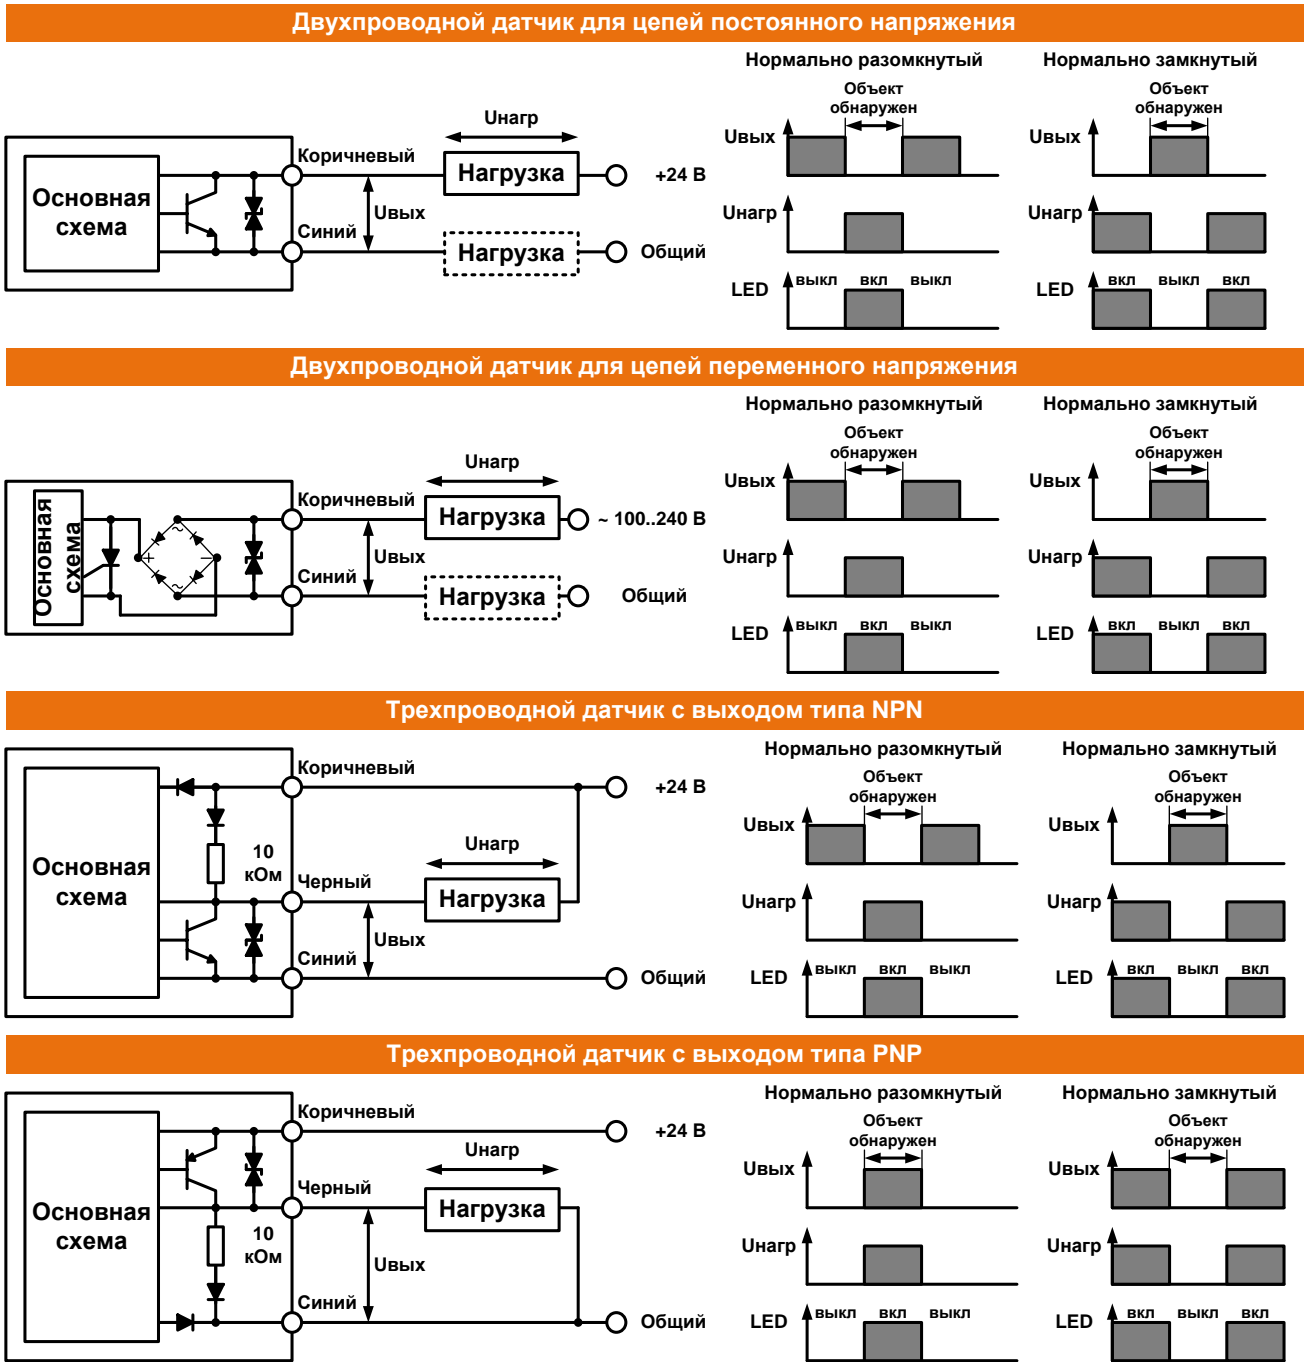 Двухпроводной датчик для цепей постоянного напряжения
Нормально разомкнутый
Нормально замкнутый
Основная
схема
Коричневый
Синий
Uнагр
Нагрузка
+24 В
Uвых
Нагрузка
Общий
Объект
обнаружен
Uвых
Uнагр
LED
выкл вкл выкл
Объект
обнаружен
Uвых
Uнагр
LED
вкл выкл вкл
Двухпроводной датчик для цепей переменного напряжения
Нормально разомкнутый
Нормально замкнутый
Основная
схема
+
~
−
~
Коричневый
Синий
Uнагр
Нагрузка
~ 100..240 В
Uвых
Нагрузка
Общий
Объект
обнаружен
Uвых
Uнагр
LED
выкл вкл выкл
Объект
обнаружен
Uвых
Uнагр
LED
вкл выкл вкл
Трехпроводной датчик с выходом типа NPN
Нормально разомкнутый
Нормально замкнутый
Основная
схема
10
кОм
Коричневый
Черный
Синий
+24 В
Uнагр
Нагрузка
Uвых
Общий
Объект
обнаружен
Uвых
Uнагр
LED
выкл вкл выкл
Объект
обнаружен
Uвых
Uнагр
LED
вкл выкл вкл
Трехпроводной датчик с выходом типа PNP
Нормально разомкнутый
Нормально замкнутый
Основная
схема
10
кОм
Коричневый
Черный
Синий
+24 В
Uнагр
Нагрузка
Uвых
Общий
Объект
обнаружен
Uвых
Uнагр
LED
выкл вкл выкл
Объект
обнаружен
Uвых
Uнагр
LED
вкл выкл вкл